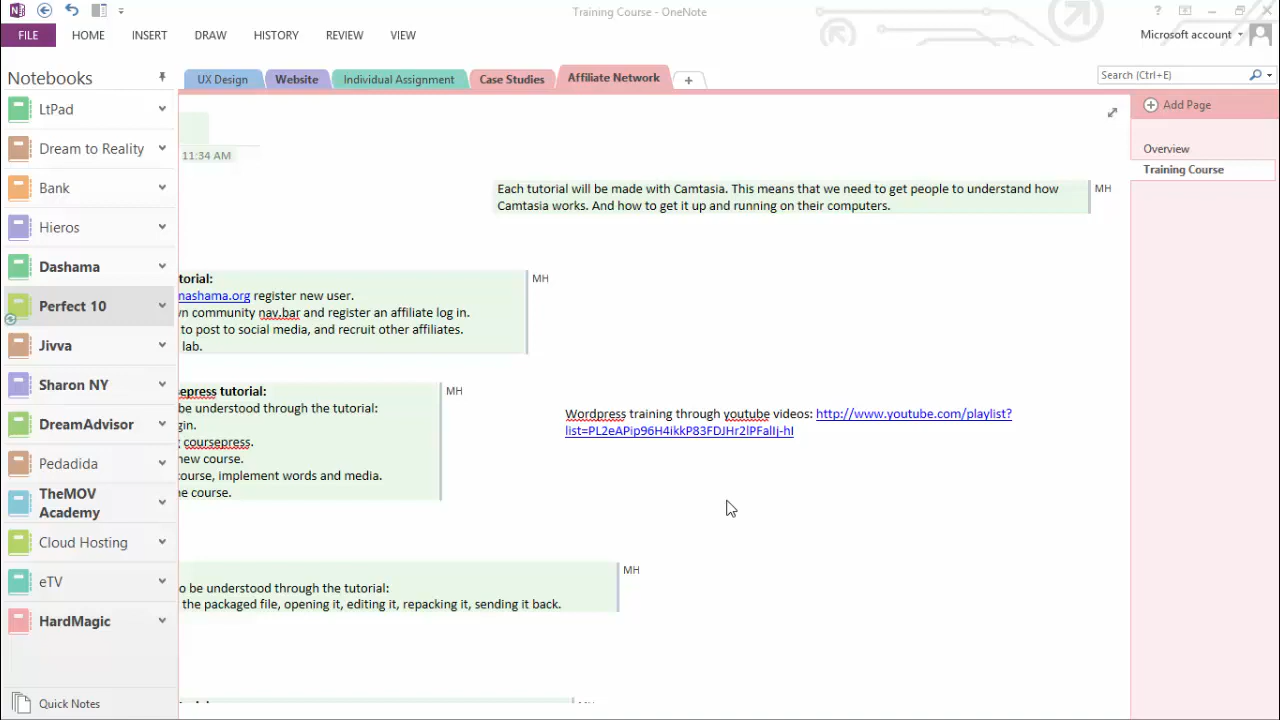 Training Course - OneNote
?
FILE
HOME
INSERT
DRAW
HISTORY
REVIEW
VIEW
Microsoft account
Notebooks
UX Design
Website
Individual Assignment
Case Studies
Affiliate Network
+
Search (Ctrl+E)
LtPad
Dream to Reality
Bank
Hieros
Dashama
Perfect 10
Jivva
Sharon NY
DreamAdvisor
Pedadida
TheMOV
Academy
Cloud Hosting
eTV
HardMagic
Quick Notes
11:34 AM
Each tutorial will be made with Camtasia. This means that we need to get people to understand how
Camtasia works. And how to get it up and running on their computers.
MH
torial:
nashama.org register new user.
vn community nav.bar and register an affiliate log in.
to post to social media, and recruit other affiliates.
lab.
MH
sepress tutorial:
be understood through the tutorial:
gin.
coursepress.
new course.
ourse, implement words and media.
ne course.
MH
Wordpress training through youtube videos: http://www.youtube.com/playlist?
list=PL2eAPip96H4ikkP83FDJHr2lPFalIj-hI
o be understood through the tutorial:
the packaged file, opening it, editing it, repacking it, sending it back.
MH
Add Page
Overview
Training Course